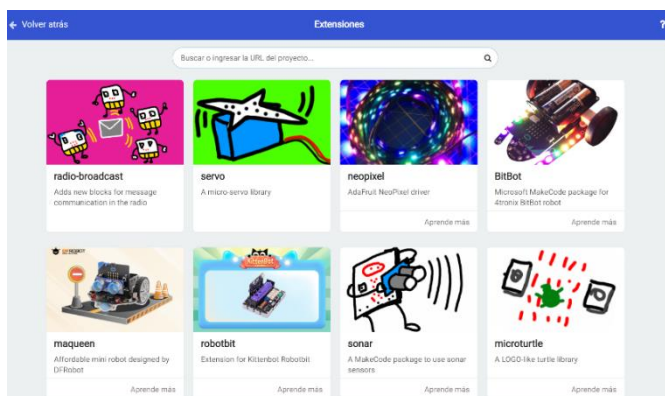 ← Volver atrás
Extensiones
?
Buscar o ingresar la URL del proyecto...
radio-broadcast
Adds new blocks for message
communication in the radio
servo
A micro-servo library
neopixel
AdaFruit NeoPixel driver
Aprende más
BitBot
Microsoft MakeCode package for
4tronix BitBot robot
Aprende más
DFROBOT
maqueen
Affordable mini robot designed by
DFRobot
Aprende más
KittenBot
robotbit
Extension for Kittenbot Robotbit
Aprende más
sonar
A MakeCode package to use sonar
sensors
Aprende más
microturtle
A LOGO-like turtle library
Aprende más